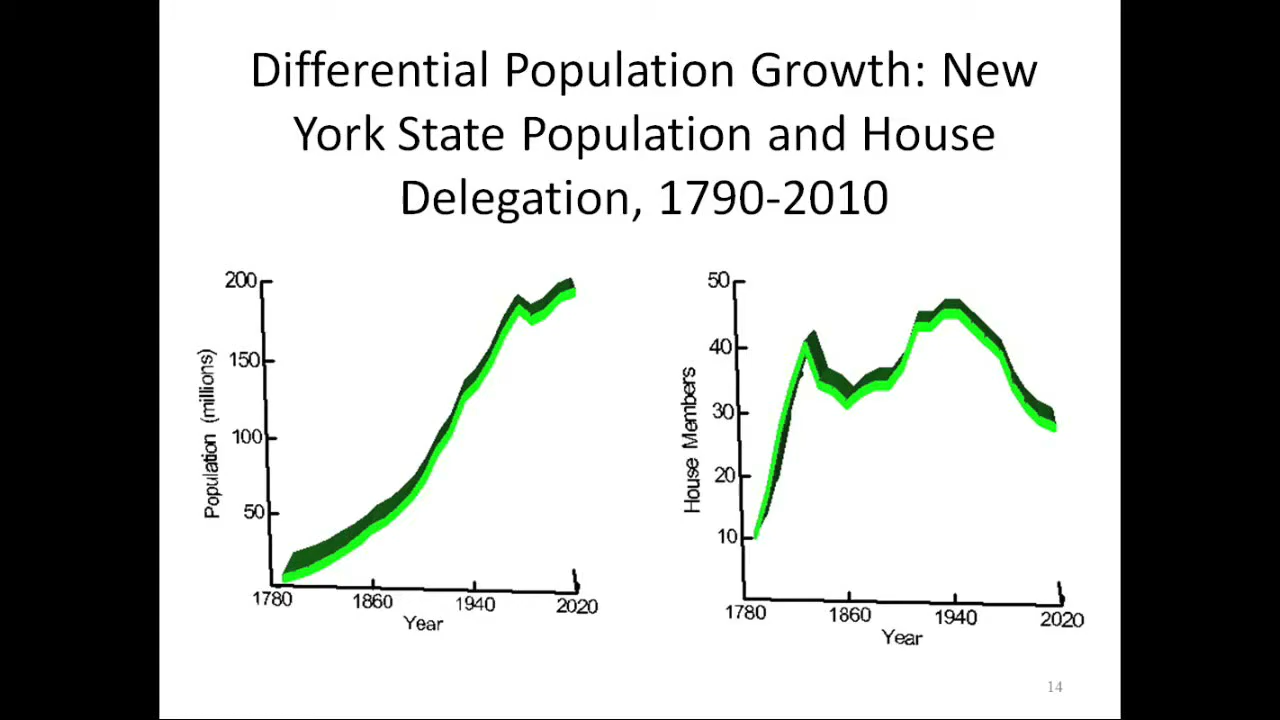 Differential Population Growth: New
York State Population and House
Delegation, 1790-2010
200
150
100
50
Population (millions)
1780
1860
1940
2020
Year
50
40
30
20
10
House Members
1780
1860
1940
2020
Year
14